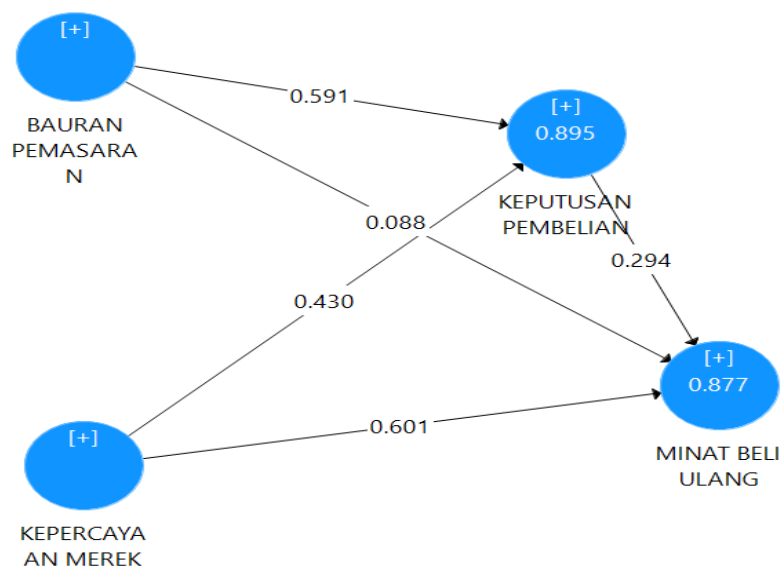 [+]
BAURAN
PEMASARA
N
0.591
[+]
0.895
KEPUTUSAN
PEMBELIAN
0.088
0.294
0.430
[+]
0.877
MINAT BELI
ULANG
0.601
[+]
KEPERCAYA
AN MEREK